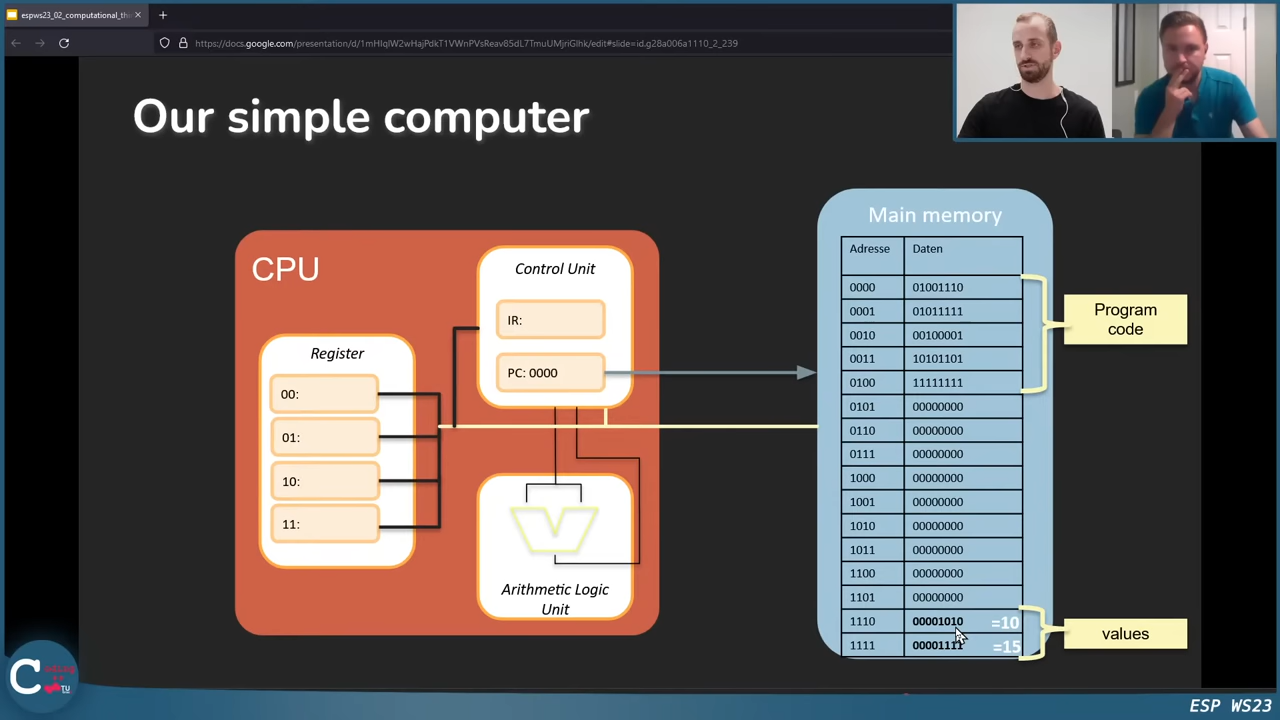 espws23_02_computational_th
https://docs.google.com/presentation/d/1mHIqIW2wHajPdkT1VWnPVsReav85dL7TmuUMjriGlhk/edit#slide=id.g28a006a1110_2_239
Our simple computer
CPU
Register
00:
01:
10:
11:
Control Unit
IR:
PC: 0000
Arithmetic Logic
Unit
Main memory
Adresse Daten
0000 01001110
0001 01011111
0010 00100001
0011 10101101
0100 11111111
0101 00000000
0110 00000000
0111 00000000
1000 00000000
1001 00000000
1010 00000000
1011 00000000
1100 00000000
1101 00000000
1110 00001010 =10
1111 00001111 =15
Program
code
values
C
TU
ESP WS23